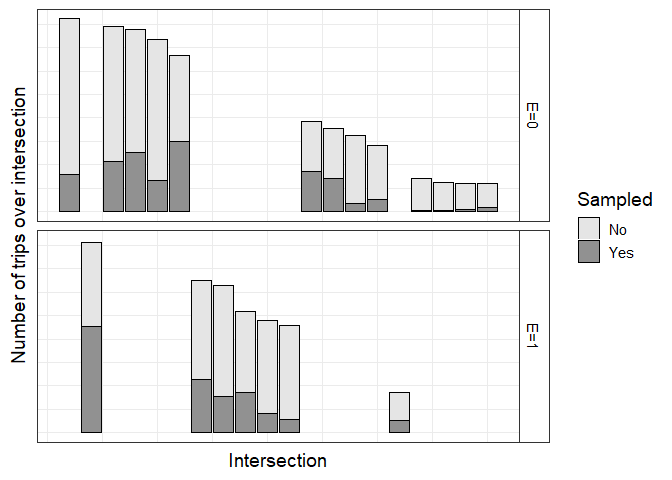 Number of trips over intersection
E=0
E=1
Intersection
Sampled
No
Yes